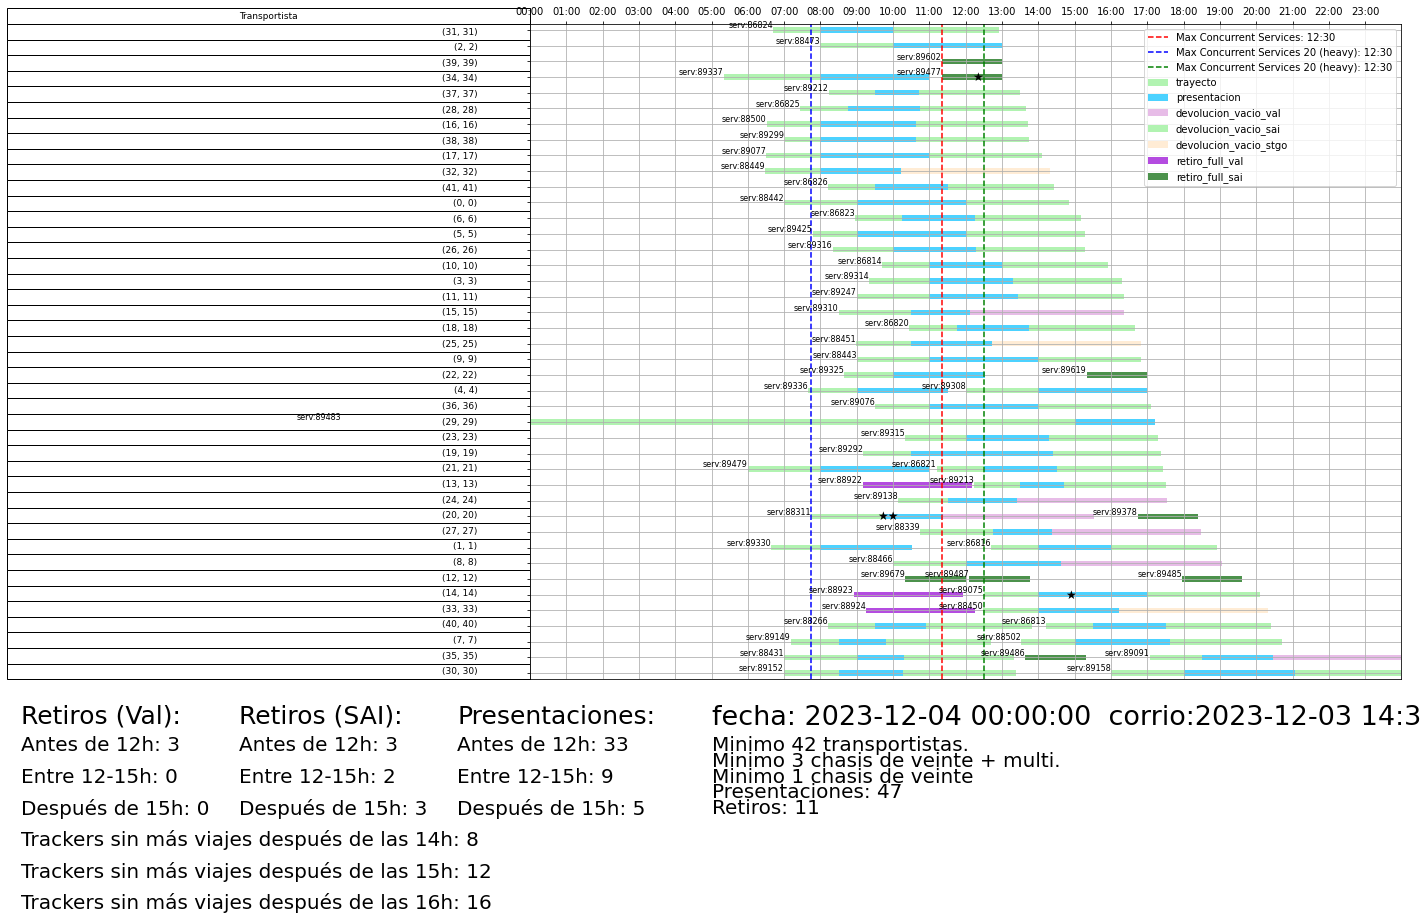 Transportista 00:00 01:00 02:00 03:00 04:00 05:00 06:00 07:00 08:00 09:00 10:00 11:00 12:00 13:00 14:00 15:00 16:00 17:00 18:00 19:00 20:00 21:00 22:00 23:00
(31, 31) serv:86824
(2, 2) serv:88473
(39, 39) serv:89602
(34, 34) serv:89337 serv:89477
(37, 37) serv:89212
(28, 28) serv:86825
(16, 16) serv:88500
(38, 38) serv:89299
(17, 17) serv:89077
(32, 32) serv:88449
(41, 41) serv:86826
(0, 0) serv:88442
(6, 6) serv:86823
(5, 5) serv:89425
(26, 26) serv:89316
(10, 10) serv:86814
(3, 3) serv:89314
(11, 11) serv:89247
(15, 15) serv:89310
(18, 18) serv:86820
(25, 25) serv:88451
(9, 9) serv:88443
(22, 22) serv:89325 serv:89619
(4, 4) serv:89336 serv:89308
(36, 36) serv:89076
serv:89483 (29, 29)
(23, 23) serv:89315
(19, 19) serv:89292
(21, 21) serv:89479 serv:86821
(13, 13) serv:88922 serv:89213
(24, 24) serv:89138
(20, 20) serv:88311 serv:89378
(27, 27) serv:88339
(1, 1) serv:89330 serv:86816
(8, 8) serv:88466
(12, 12) serv:89679 serv:89487 serv:89485
(14, 14) serv:88923 serv:89075
(33, 33) serv:88924 serv:88450
(40, 40) serv:88266 serv:86813
(7, 7) serv:89149 serv:88502
(35, 35) serv:88431 serv:89486 serv:89091
(30, 30) serv:89152 serv:89158
Max Concurrent Services: 12:30
Max Concurrent Services 20 (heavy): 12:30
Max Concurrent Services 20 (heavy): 12:30
trayecto
presentacion
devolucion_vacio_val
devolucion_vacio_sai
devolucion_vacio_stgo
retiro_full_val
retiro_full_sai
Retiros (Val):
Antes de 12h: 3
Entre 12-15h: 0
Después de 15h: 0
Retiros (SAI):
Antes de 12h: 3
Entre 12-15h: 2
Después de 15h: 3
Presentaciones:
Antes de 12h: 33
Entre 12-15h: 9
Después de 15h: 5
Trackers sin más viajes después de las 14h: 8
Trackers sin más viajes después de las 15h: 12
Trackers sin más viajes después de las 16h: 16
fecha: 2023-12-04 00:00:00 corrio:2023-12-03 14:3
Minimo 42 transportistas.
Minimo 3 chasis de veinte + multi.
Minimo 1 chasis de veinte
Presentaciones: 47
Retiros: 11